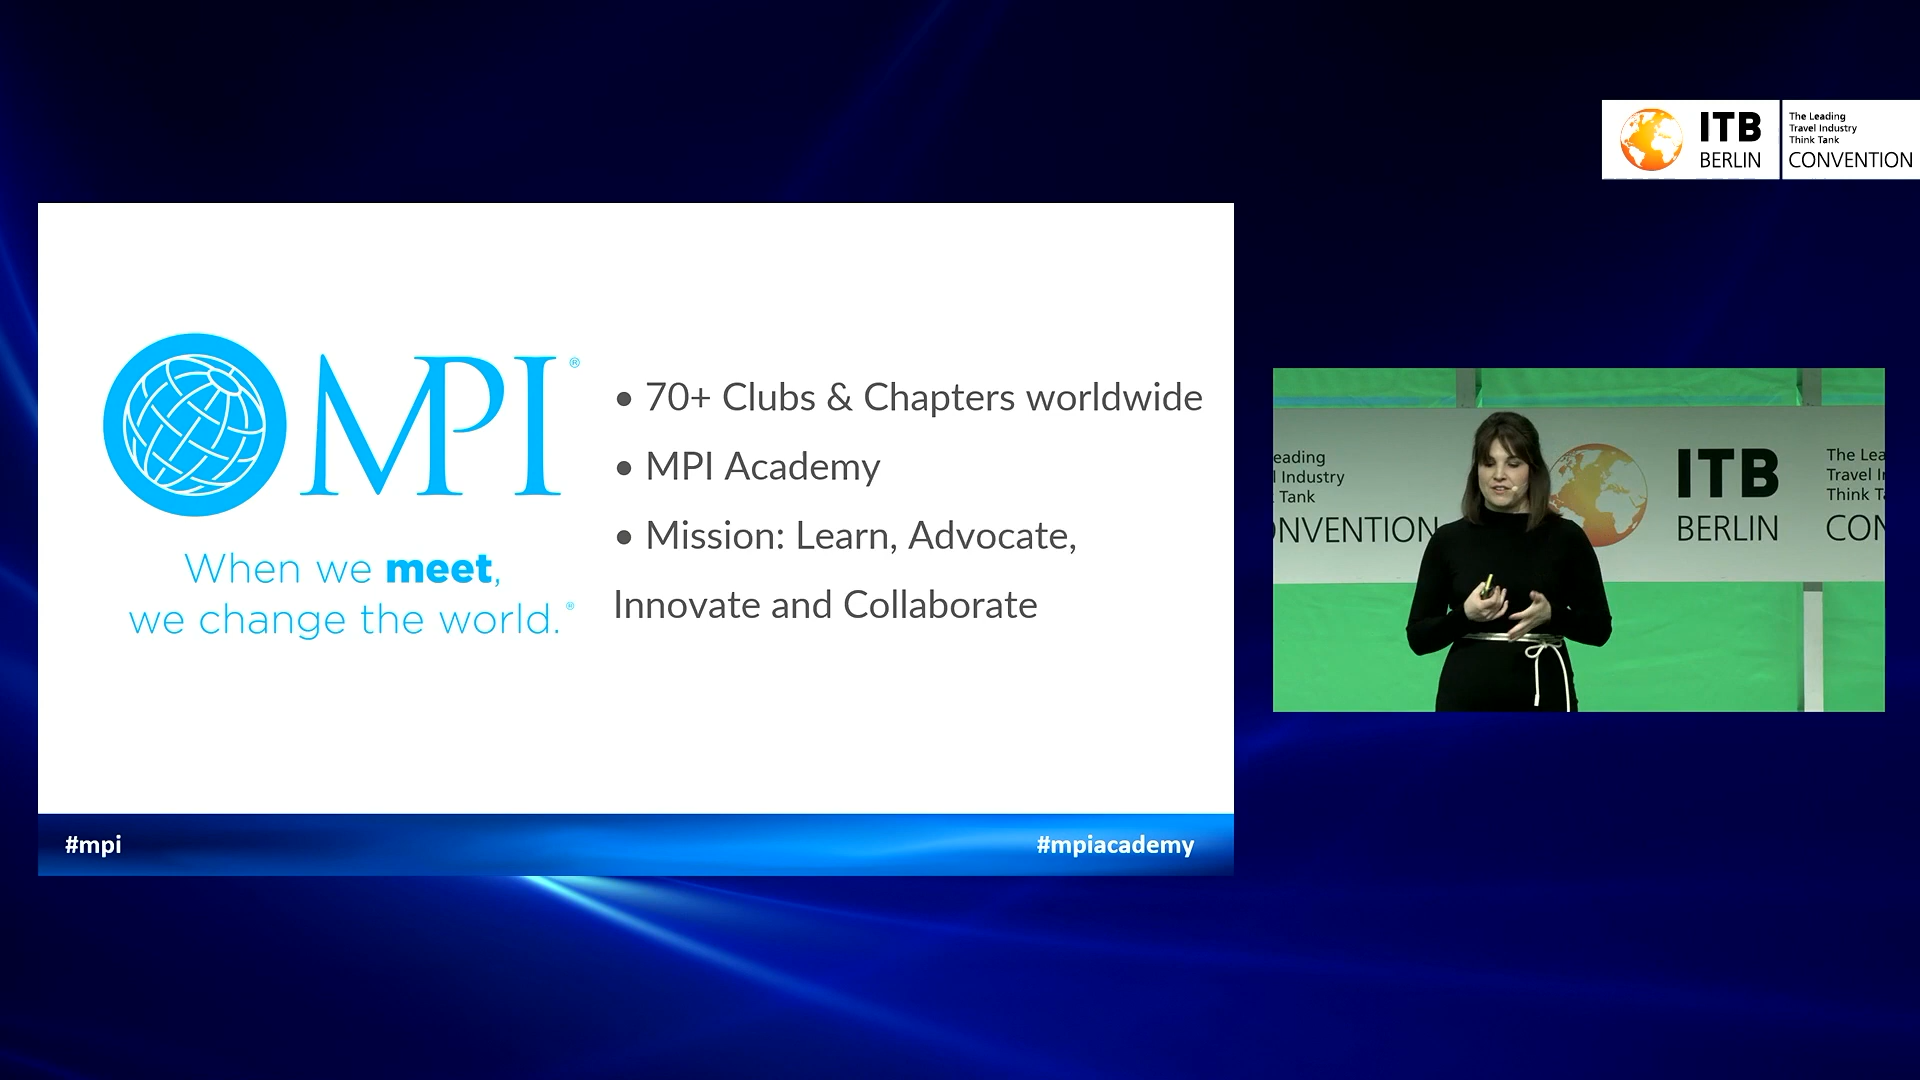 ITB
BERLIN
The Leading
Travel Industry
Think Tank
CONVENTION
MPI®
When we meet,
we change the world.®
• 70+ Clubs & Chapters worldwide
• MPI Academy
• Mission: Learn, Advocate,
Innovate and Collaborate
#mpi
#mpiacademy
eading
l Industry
Tank
NVENTION
ITB
BERLIN
The Lea
Travel I
Think T
CON